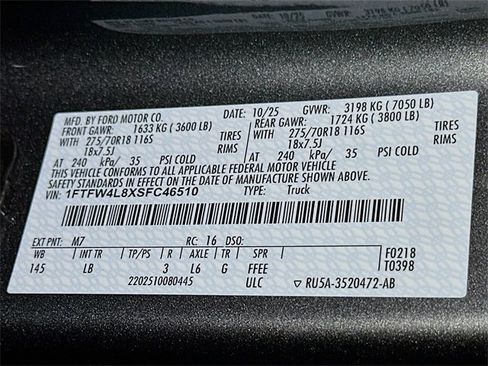 MFD. BY FORD MOTOR CO. DATE: 10/25 GVWR: 3198 KG ( 7050 LB)
FRONT GAWR: 1633 KG ( 3600 LB) REAR GAWR: 1724 KG ( 3800 LB)
WITH 275/70R18 116S TIRES WITH 275/70R18 116S TIRES
18x7.5J RIMS 18x7.5J RIMS
AT 240 kPa/ 35 PSI COLD AT 240 kPa/ 35 PSI COLD
THIS VEHICLE CONFORMS TO ALL APPLICABLE FEDERAL MOTOR VEHICLE
SAFETY STANDARDS IN EFFECT ON THE DATE OF MANUFACTURE SHOWN ABOVE.
VIN: 1FTFW4L8XSFC46510 TYPE: Truck
EXT PNT: M7 RC: 16 DSO:
WB INT TR TP/PS R AXLE TR SPR F0218
145 LB 3 L6 G FFEE T0398
2202510080445 ULC RU5A-3520472-AB